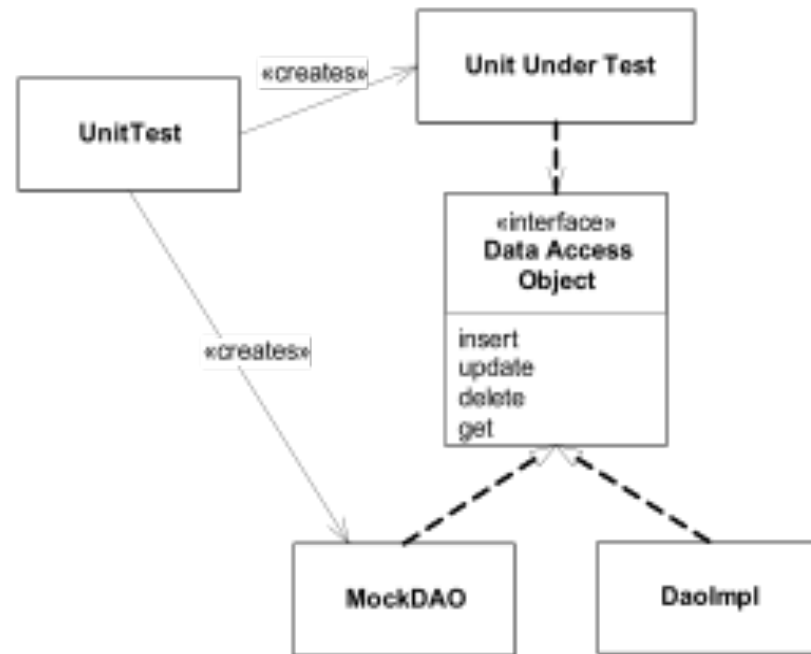 «creates»
Unit Under Test
UnitTest
«interface»
Data Access
Object
insert
update
delete
get
«creates»
MockDAO
DaoImpl